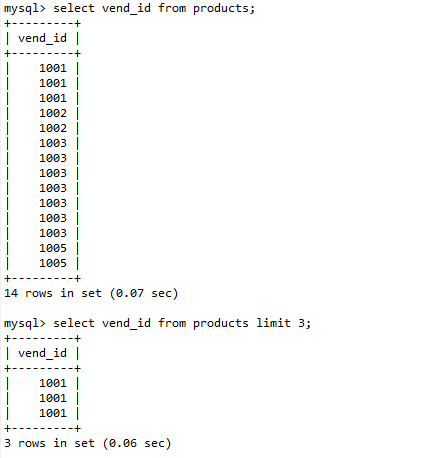 mysql> select vend_id from products;
+---------+
| vend_id |
+---------+
|    1001 |
|    1001 |
|    1001 |
|    1002 |
|    1002 |
|    1003 |
|    1003 |
|    1003 |
|    1003 |
|    1003 |
|    1003 |
|    1003 |
|    1005 |
|    1005 |
+---------+
14 rows in set (0.07 sec)

mysql> select vend_id from products limit 3;
+---------+
| vend_id |
+---------+
|    1001 |
|    1001 |
|    1001 |
+---------+
3 rows in set (0.06 sec)